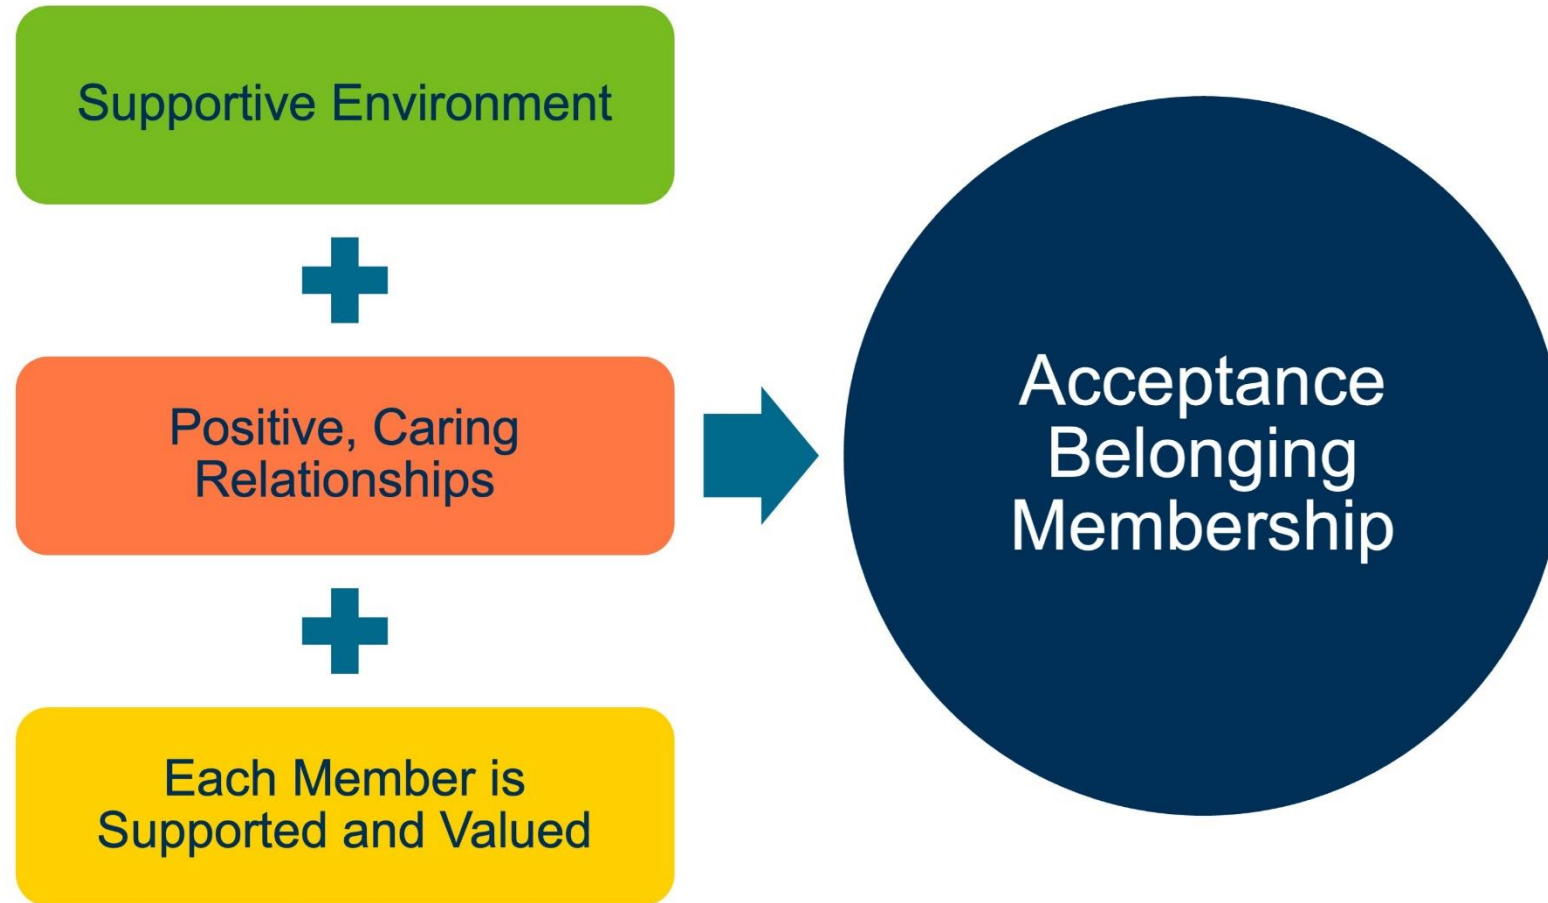 Supportive Environment
Positive, Caring
Relationships
Each Member is
Supported and Valued
Acceptance
Belonging
Membership